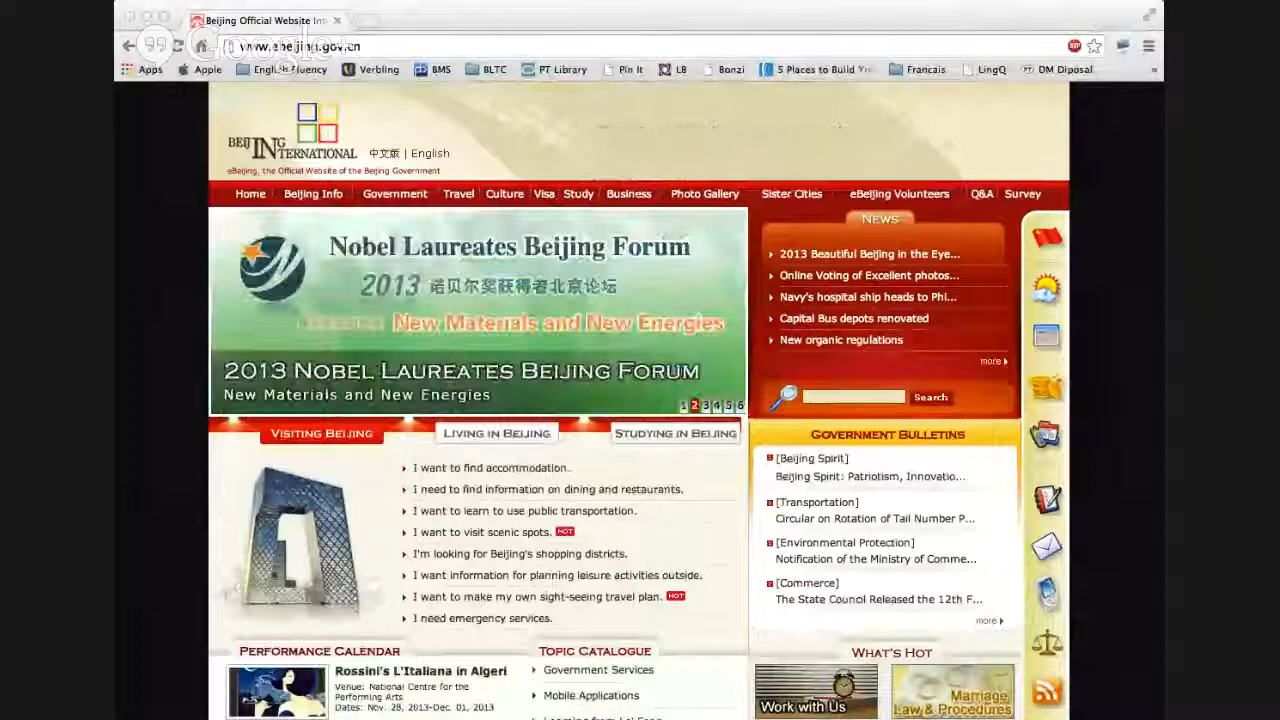 Beijing Official Website Int
www.ebeijing.gov.cn
Google+
Apps Apple English Fluency Verbling BMS BLTC PT Library Pin It LB Bonzi 5 Places to Build Francais LingQ DM Diposal »
BEIJING INTERNATIONAL 中文版 | English
eBeijing, the Official Website of the Beijing Government
Home Beijing Info Government Travel Culture Visa Study Business Photo Gallery Sister Cities eBeijing Volunteers Q&A Survey
Nobel Laureates Beijing Forum
2013 诺贝尔奖获得者北京论坛
New Materials and New Energies
2013 NOBEL LAUREATES BEIJING FORUM
New Materials and New Energies
1 2 3 4 5 6
NEWS
2013 Beautiful Beijing in the Eye...
Online Voting of Excellent photos...
Navy's hospital ship heads to Phi...
Capital Bus depots renovated
New organic regulations
more
Search
VISITING BEIJING LIVING IN BEIJING STUDYING IN BEIJING
I want to find accommodation.
I need to find information on dining and restaurants.
I want to learn to use public transportation.
I want to visit scenic spots. HOT
I'm looking for Beijing's shopping districts.
I want information for planning leisure activities outside.
I want to make my own sight-seeing travel plan. HOT
I need emergency services.
GOVERNMENT BULLETINS
[Beijing Spirit]
Beijing Spirit: Patriotism, Innovatio...
[Transportation]
Circular on Rotation of Tail Number P...
[Environmental Protection]
Notification of the Ministry of Comme...
[Commerce]
The State Council Released the 12th F...
more
PERFORMANCE CALENDAR
Rossini's L'Italiana in Algeri
Venue: National Centre for the
Performing Arts
Dates: Nov. 28, 2013-Dec. 01, 2013
TOPIC CATALOGUE
Government Services
Mobile Applications
WHAT'S HOT
Work with Us
Marriage,
Law & Procedures